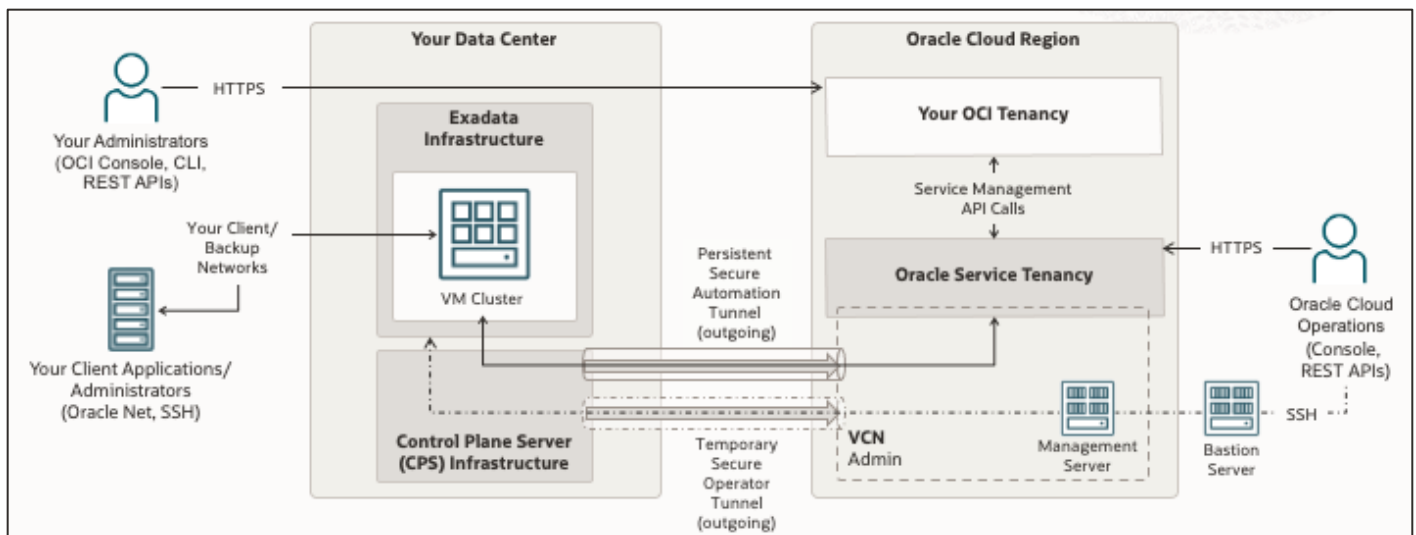 Your Data Center
Oracle Cloud Region
HTTPS
Your Administrators
(OCI Console, CLI,
REST APIs)
Exadata
Infrastructure
Your OCI Tenancy
Your Client/
Backup
Networks
VM Cluster
Service Management
API Calls
Persistent
Secure
Automation
Tunnel
(outgoing)
Oracle Service Tenancy
HTTPS
Oracle Cloud
Operations
(Console,
REST APIs)
Your Client Applications/
Administrators
(Oracle Net, SSH)
Control Plane Server
(CPS) Infrastructure
Temporary
Secure
Operator
Tunnel
(outgoing)
VCN
Admin
Management
Server
Bastion
Server
SSH